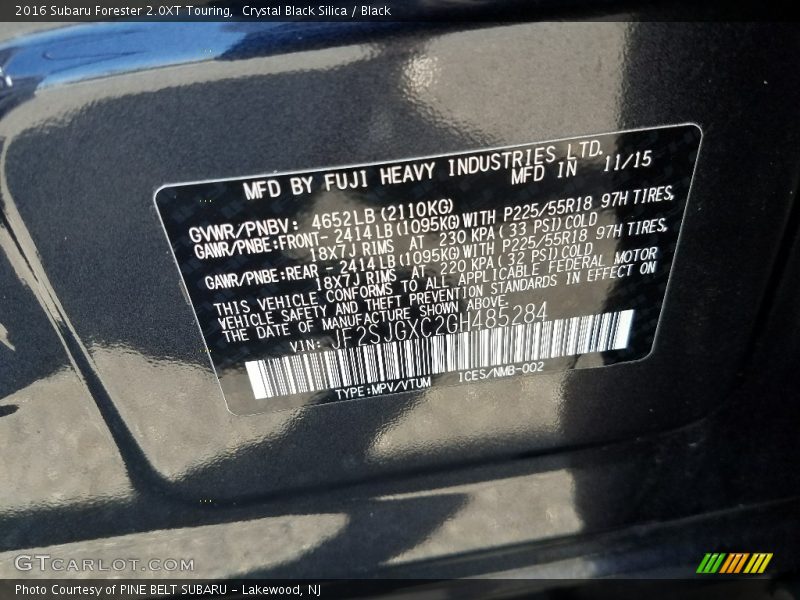 2016 Subaru Forester 2.0XT Touring, Crystal Black Silica / Black
MFD BY FUJI HEAVY INDUSTRIES LTD.
MFD IN 11/15
GVWR/PNBV: 4652LB(2110KG)
GAWR/PNBE:FRONT-2414LB(1095KG)WITH P225/55R18 97H TIRES,
18X7J RIMS AT 230 KPA(33 PSI)COLD
GAWR/PNBE:REAR -2414LB(1095KG)WITH P225/55R18 97H TIRES,
18X7J RIMS AT 220 KPA(32 PSI)COLD
THIS VEHICLE CONFORMS TO ALL APPLICABLE FEDERAL MOTOR
VEHICLE SAFETY AND THEFT PREVENTION STANDARDS IN EFFECT ON
THE DATE OF MANUFACTURE SHOWN ABOVE.
VIN: JF2SJGXC2GH485284
TYPE:MPV/VTUM ICES/NMB-002
GTCARLOT.COM
Photo Courtesy of PINE BELT SUBARU - Lakewood, NJ